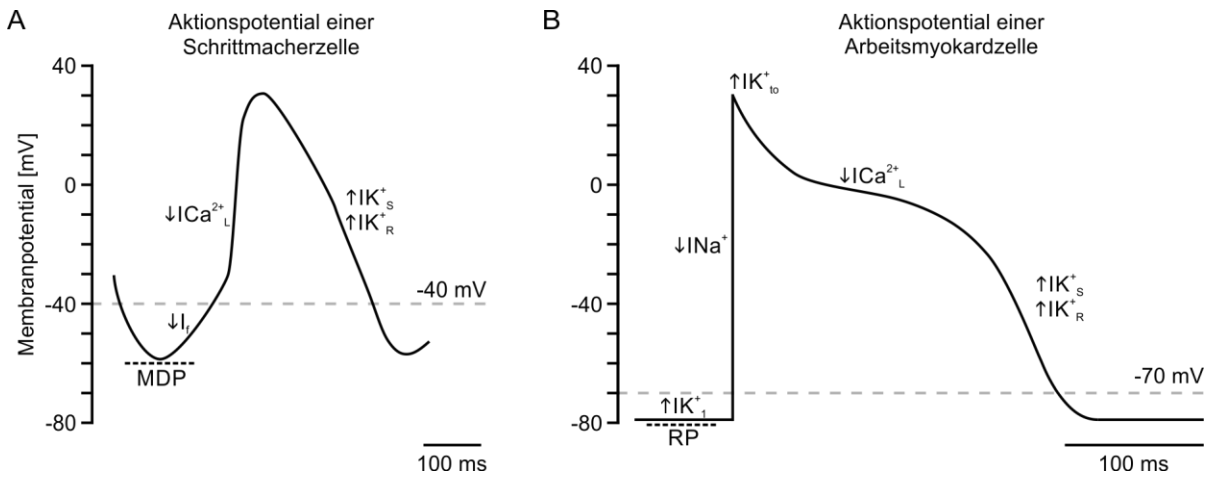 A
Aktionspotential einer
Schrittmacherzelle
Membranpotential [mV]
40
0
-40
-80
↓ICa²⁺L
↑IK⁺S
↑IK⁺R
-40 mV
↓If
MDP
100 ms
B
Aktionspotential einer
Arbeitsmyokardzelle
40
0
-40
-80
↑IK⁺to
↓ICa²⁺L
↓INa⁺
↑IK⁺S
↑IK⁺R
-70 mV
↑IK⁺1
RP
100 ms